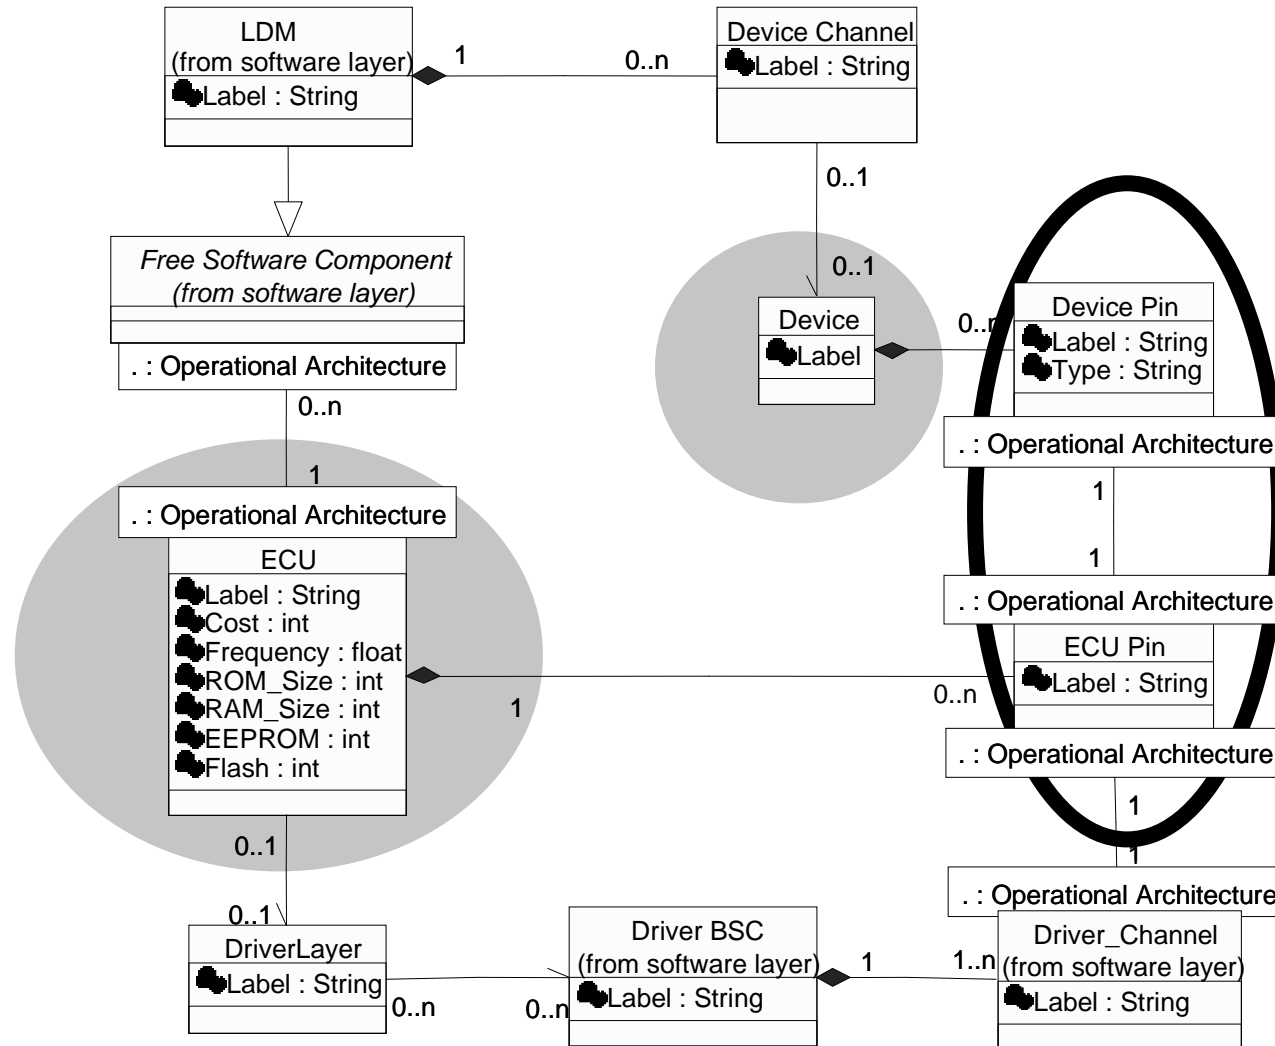 LDM
(from software layer)
Label : String
1
0..n
Device Channel
Label : String
0..1
0..1
Free Software Component
(from software layer)
. : Operational Architecture
0..n
1
. : Operational Architecture
ECU
Label : String
Cost : int
Frequency : float
ROM_Size : int
RAM_Size : int
EEPROM : int
Flash : int
Device
Label
0..n
Device Pin
Label : String
Type : String
. : Operational Architecture
1
1
. : Operational Architecture
ECU Pin
Label : String
1
0..n
. : Operational Architecture
1
1
. : Operational Architecture
0..1
0..1
DriverLayer
Label : String
0..n
0..n
Driver BSC
(from software layer)
Label : String
1
1..n
Driver_Channel
(from software layer)
Label : String